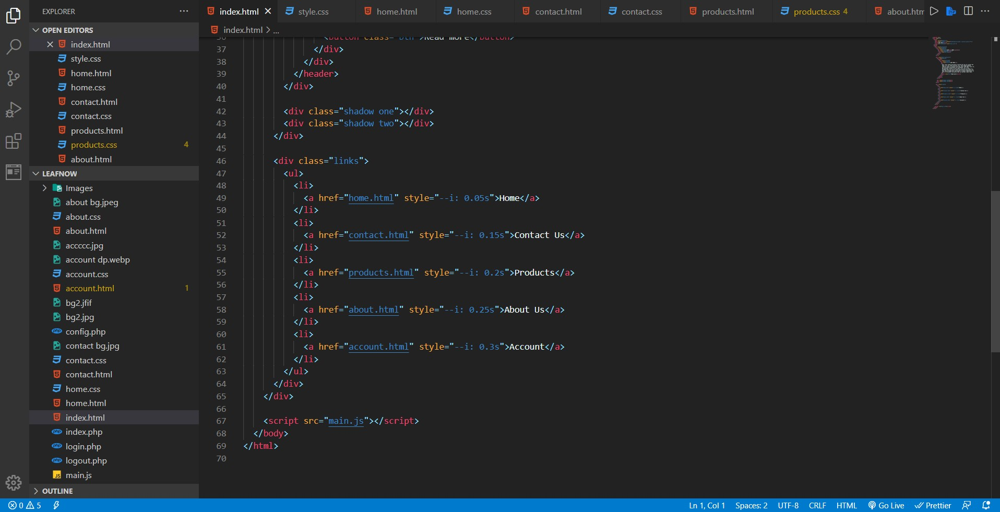 EXPLORER
OPEN EDITORS
index.html
style.css
home.html
home.css
contact.html
contact.css
products.html
products.css 4
about.html
LEAFNOW
Images
about bg.jpeg
about.css
about.html
accccc.jpg
account dp.webp
account.css
account.html 1
bg2.jfif
bg2.jpg
config.php
contact bg.jpg
contact.css
contact.html
home.css
home.html
index.html
index.php
login.php
logout.php
main.js
OUTLINE
index.html style.css home.html home.css contact.html contact.css products.html products.css 4 about.htm
index.html > ...
36 <button class="btn">Read more</button>
37 </div>
38 </div>
39 </header>
40 </div>
41
42 <div class="shadow one"></div>
43 <div class="shadow two"></div>
44 </div>
45
46 <div class="links">
47 <ul>
48 <li>
49 <a href="home.html" style="--i: 0.05s">Home</a>
50 </li>
51 <li>
52 <a href="contact.html" style="--i: 0.15s">Contact Us</a>
53 </li>
54 <li>
55 <a href="products.html" style="--i: 0.2s">Products</a>
56 </li>
57 <li>
58 <a href="about.html" style="--i: 0.25s">About Us</a>
59 </li>
60 <li>
61 <a href="account.html" style="--i: 0.3s">Account</a>
62 </li>
63 </ul>
64 </div>
65 </div>
66
67 <script src="main.js"></script>
68 </body>
69 </html>
70
0 5 Ln 1, Col 1 Spaces: 2 UTF-8 CRLF HTML Go Live Prettier